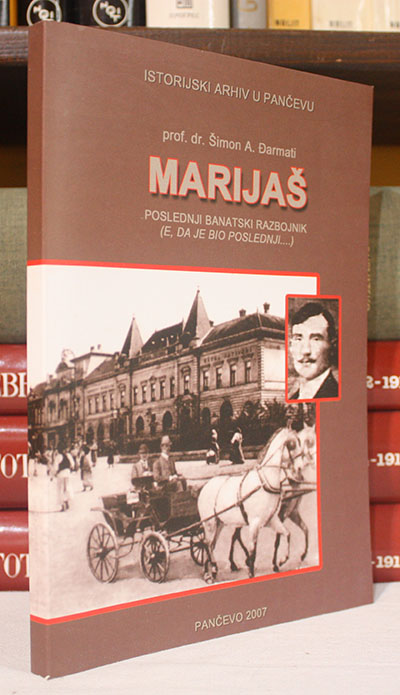 ISTORIJSKI ARHIV U PANČEVU
prof. dr. Šimon A. Đarmati
MARIJAŠ
POSLEDNJI BANATSKI RAZBOJNIK
(E, DA JE BIO POSLEDNJI....)
PANČEVO 2007